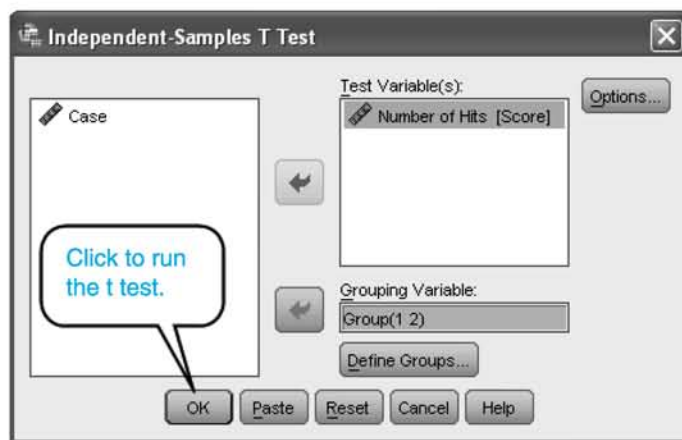 Independent-Samples T Test
Case
Test Variable(s):
Number of Hits [Score]
Options...
Click to run
the t test.
Grouping Variable:
Group(1 2)
Define Groups...
OK
Paste
Reset
Cancel
Help